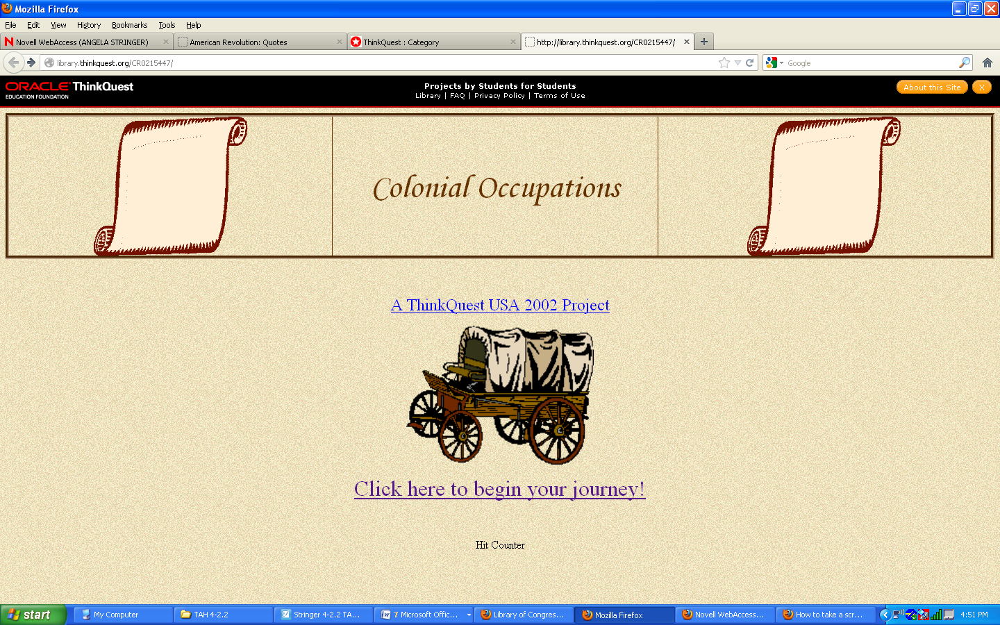 Mozilla Firefox
File Edit View History Bookmarks Tools Help
Novell WebAccess (ANGELA STRINGER) American Revolution: Quotes ThinkQuest : Category http://library.thinkquest.org/CR0215447/
library.thinkquest.org/CR0215447/ Google
ORACLE ThinkQuest
EDUCATION FOUNDATION
Projects by Students for Students
Library | FAQ | Privacy Policy | Terms of Use
About this Site X
Colonial Occupations
A ThinkQuest USA 2002 Project
Click here to begin your journey!
Hit Counter
start My Computer TAH 4-2.2 Stringer 4-2.2 TA... 7 Microsoft Offic... Library of Congres... Mozilla Firefox Novell WebAccess... How to take a scr... 4:51 PM